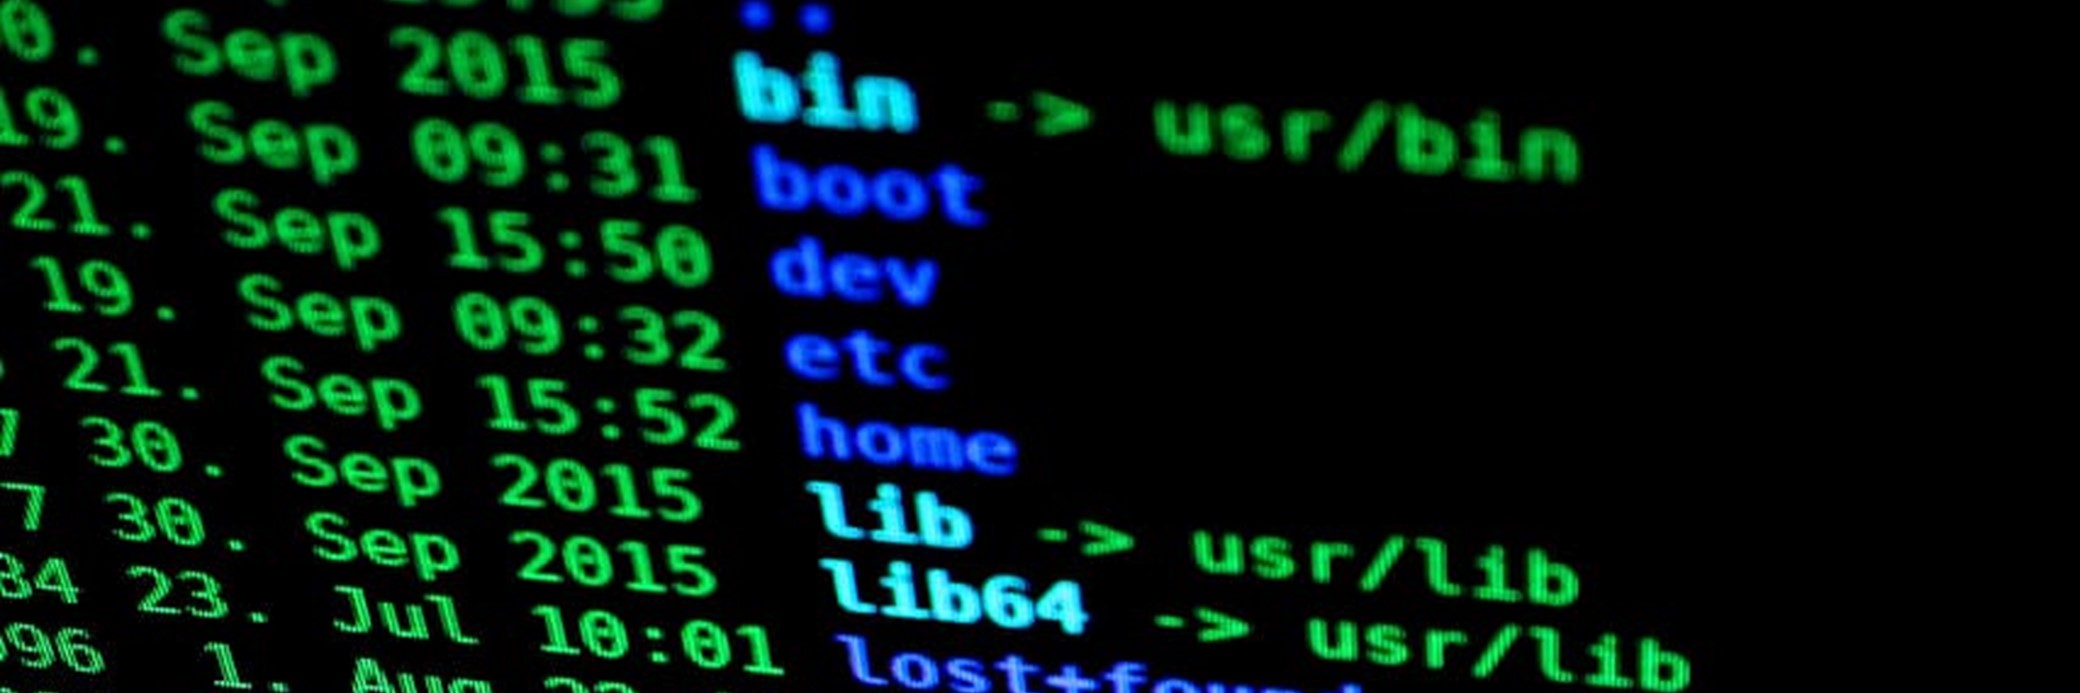 ..
0. Sep 2015 bin -> usr/bin
19. Sep 09:31 boot
21. Sep 15:50 dev
19. Sep 09:32 etc
21. Sep 15:52 home
7 30. Sep 2015 lib -> usr/lib
7 30. Sep 2015 lib64 -> usr/lib
84 23. Jul 10:01 lost+found
096 1. Aug